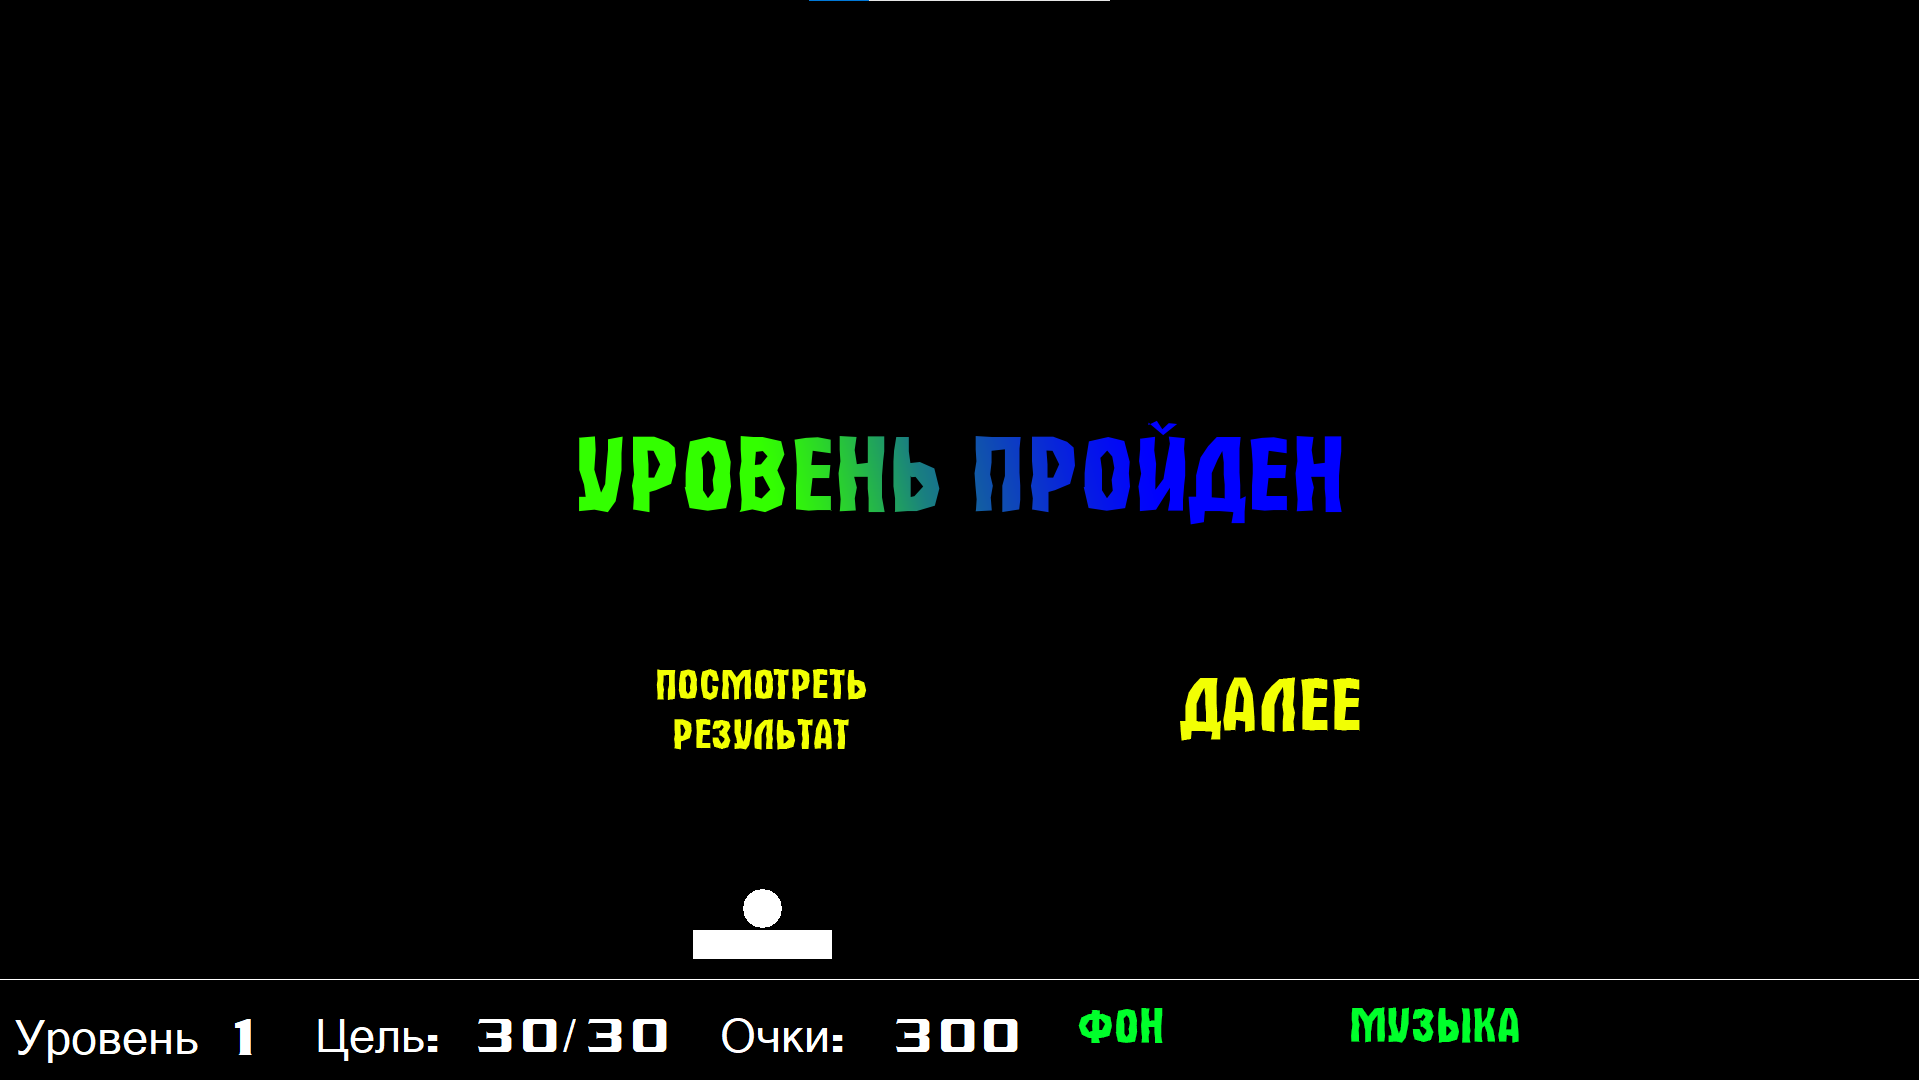 УРОВЕНЬ ПРОЙДЕН
ПОСМОТРЕТЬ
РЕЗУЛЬТАТ
ДАЛЕЕ
Уровень 1 Цель: 30/30 Очки: 300 ФОН МУЗЫКА